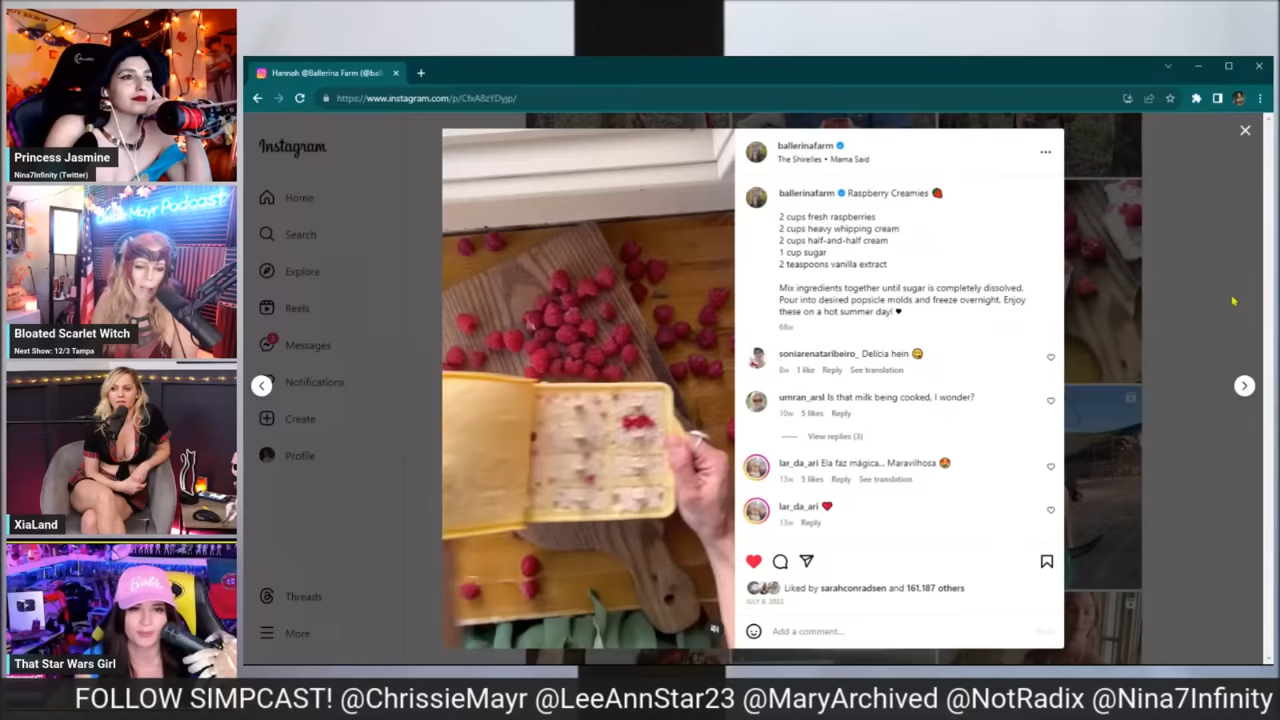 Princess Jasmine
Nina7Infinity (Twitter)
Chrissie Mayr Podcast
Bloated Scarlet Witch
Next Show: 12/3 Tampa
XiaLand
That Star Wars Girl
Hannah @Ballerina Farm (@bal
https://www.instagram.com/p/CfxA8zYDyjp/
Instagram
Home
Search
Explore
Reels
Messages
Notifications
Create
Profile
Threads
More
ballerinafarm
The Shirelles • Mama Said
ballerinafarm Raspberry Creamies 🍓
2 cups fresh raspberries
2 cups heavy whipping cream
2 cups half-and-half cream
1 cup sugar
2 teaspoons vanilla extract
Mix ingredients together until sugar is completely dissolved.
Pour into desired popsicle molds and freeze overnight. Enjoy
these on a hot summer day! ♥
68w
soniarenataribeiro_ Delícia hein 😋
8w 1 like Reply See translation
umran_arsl Is that milk being cooked, I wonder?
10w 5 likes Reply
View replies (3)
lar_da_ari Ela faz mágica... Maravilhosa 🤩
13w 5 likes Reply See translation
lar_da_ari ❤️
13w Reply
Liked by sarahconradsen and 161,187 others
JULY 8, 2022
Add a comment...
FOLLOW SIMPCAST! @ChrissieMayr @LeeAnnStar23 @MaryArchived @NotRadix @Nina7Infinity